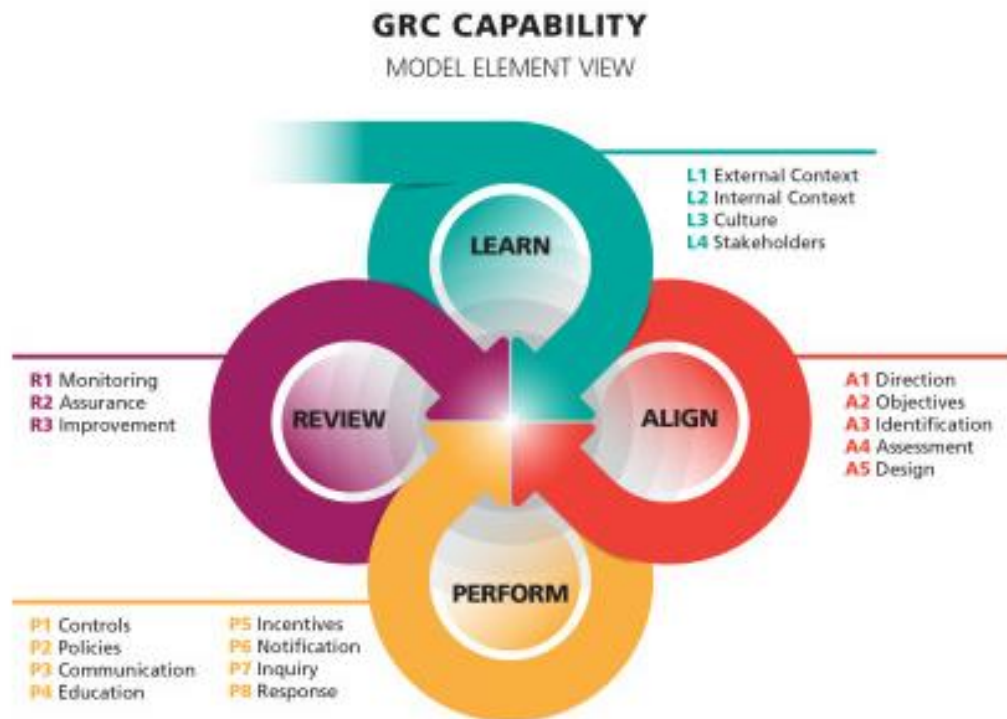 GRC CAPABILITY
MODEL ELEMENT VIEW
LEARN
L1 External Context
L2 Internal Context
L3 Culture
L4 Stakeholders
REVIEW
R1 Monitoring
R2 Assurance
R3 Improvement
ALIGN
A1 Direction
A2 Objectives
A3 Identification
A4 Assessment
A5 Design
PERFORM
P1 Controls
P2 Policies
P3 Communication
P4 Education
P5 Incentives
P6 Notification
P7 Inquiry
P8 Response